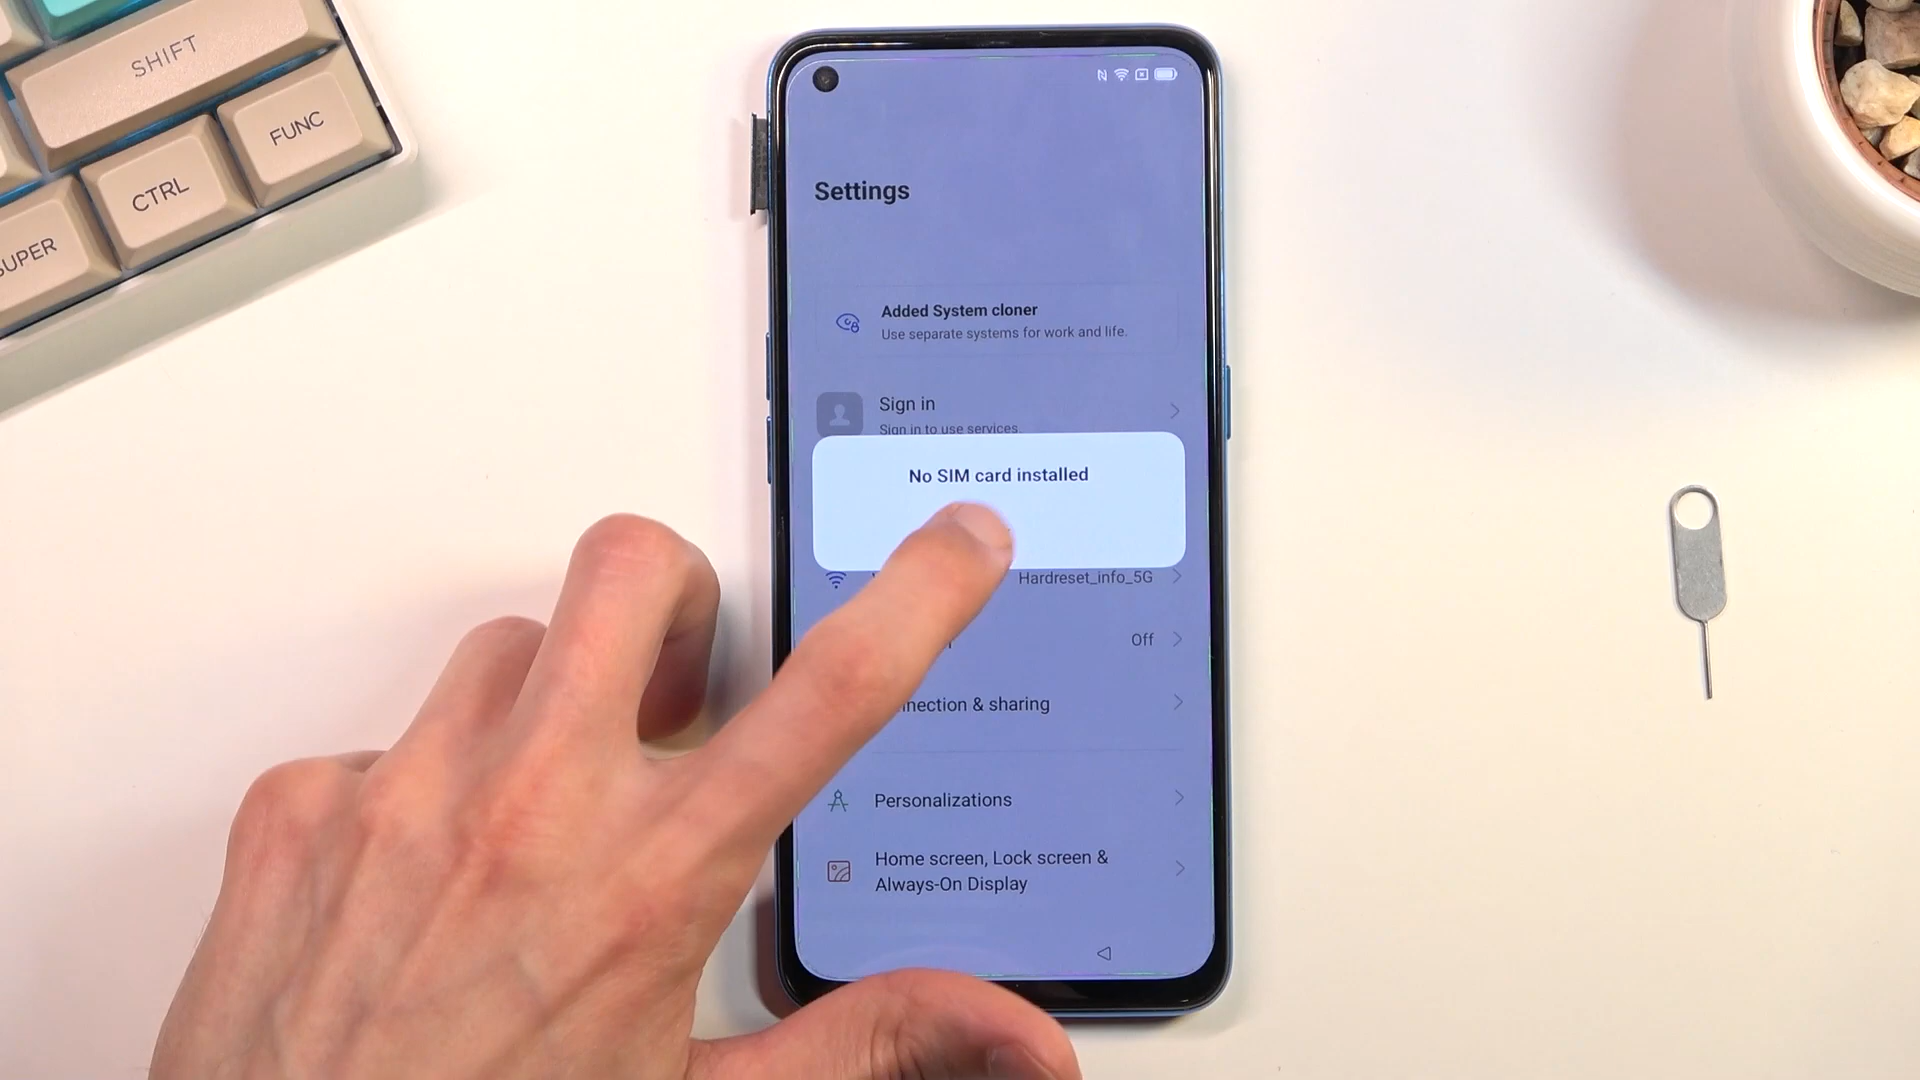 SHIFT
FUNC
CTRL
SUPER
Settings
Added System cloner
Use separate systems for work and life.
Sign in
Sign in to use services.
No SIM card installed
Hardreset_info_5G
Off
nnection & sharing
Personalizations
Home screen, Lock screen &
Always-On Display